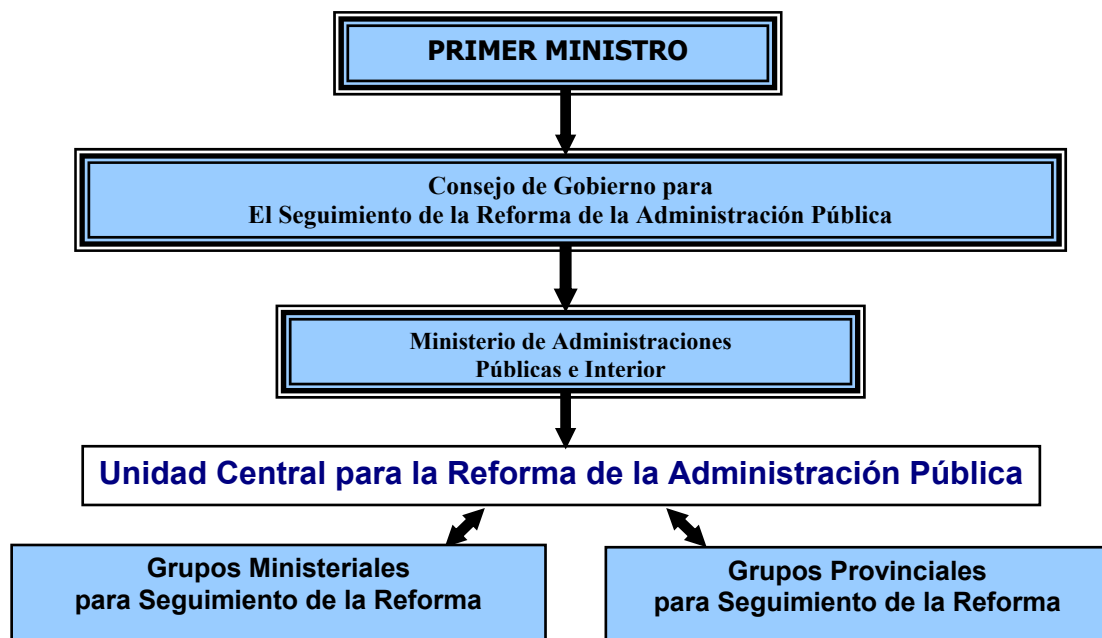 PRIMER MINISTRO
Consejo de Gobierno para
El Seguimiento de la Reforma de la Administración Pública
Ministerio de Administraciones
Públicas e Interior
Unidad Central para la Reforma de la Administración Pública
Grupos Ministeriales
para Seguimiento de la Reforma
Grupos Provinciales
para Seguimiento de la Reforma